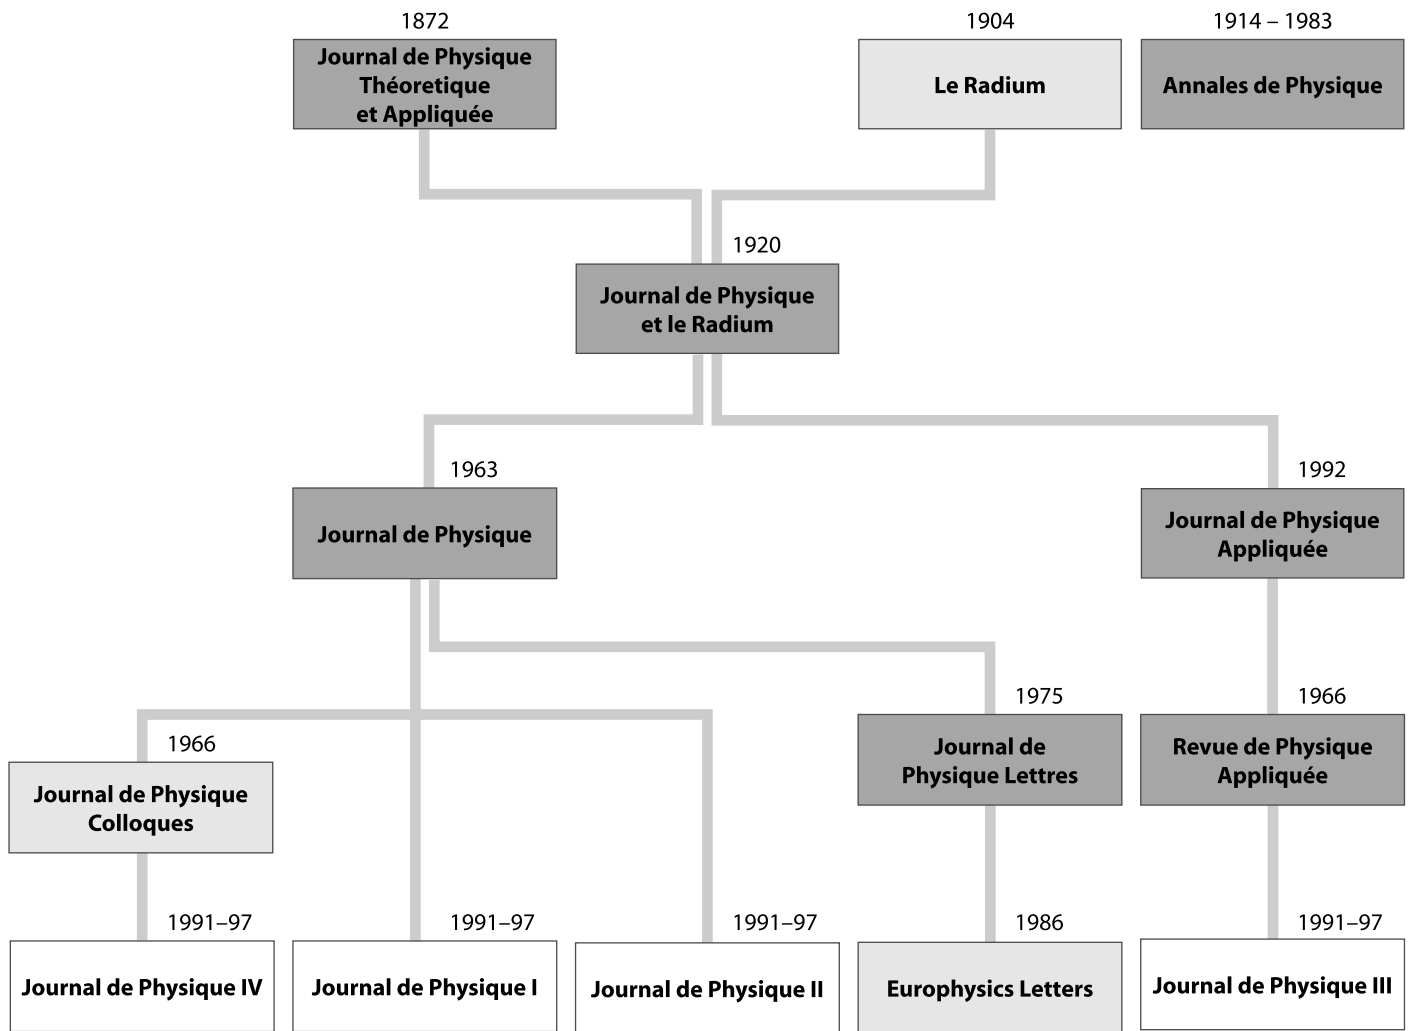 1872
Journal de Physique
Théoretique
et Appliquée
1904
Le Radium
1914 – 1983
Annales de Physique
1920
Journal de Physique
et le Radium
1963
Journal de Physique
1992
Journal de Physique
Appliquée
1975
Journal de
Physique Lettres
1966
Revue de Physique
Appliquée
1966
Journal de Physique
Colloques
1991–97
Journal de Physique IV
1991–97
Journal de Physique I
1991–97
Journal de Physique II
1986
Europhysics Letters
1991–97
Journal de Physique III